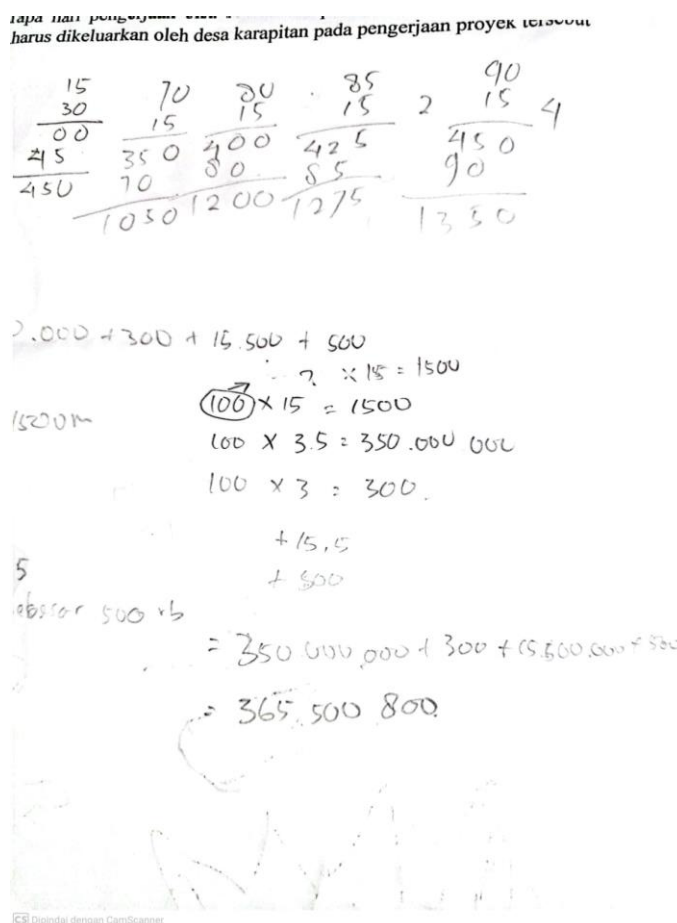 harus dikeluarkan oleh desa karapitan pada pengerjaan proyek tersebut
15 70 80 85 90
30 15 15 15 2 15 4
00 350 400 425 450
45 70 80 85 90
450 1050 1200 1275 1350
.000 + 300 + 15.500 + 500
? × 15 = 1500
100 × 15 = 1500
1500 m
100 × 3.5 = 350.000 000
100 × 3 = 300.
+ 15,5
+ 500
5
500 rb
= 350 000,000 + 300 + 15.500.000 + 500
= 365.500 800.
CS Dipindai dengan CamScanner